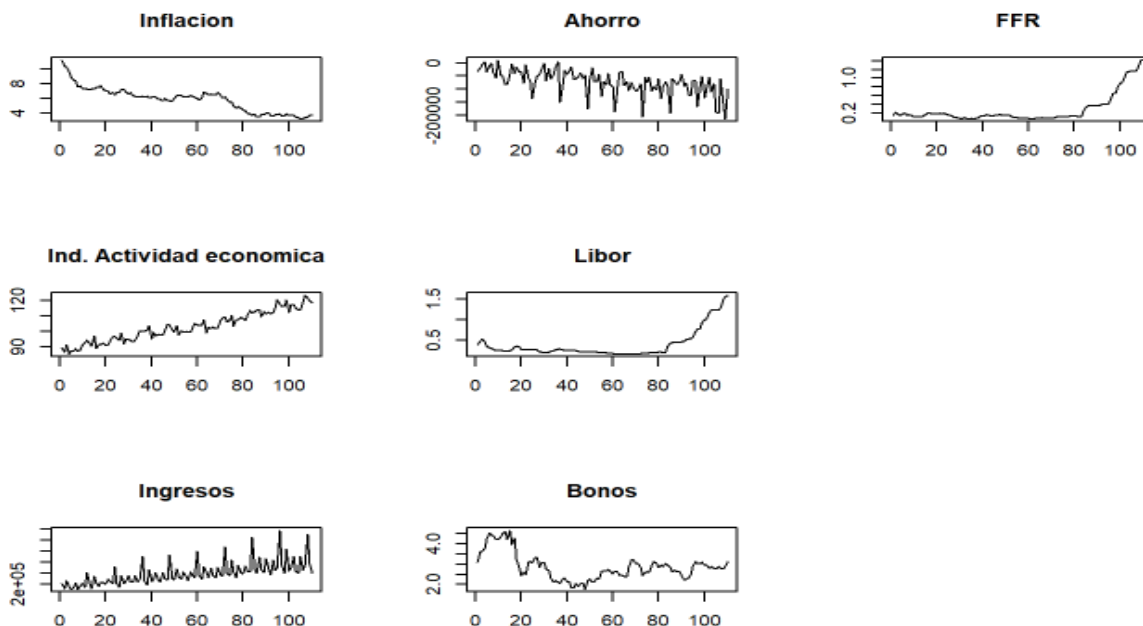 Inflacion
8
4
0 20 40 60 80 100
Ahorro
0
-200000
0 20 40 60 80 100
FFR
1.0
0.2
0 20 40 60 80 100
Ind. Actividad economica
120
90
0 20 40 60 80 100
Libor
1.5
0.5
0 20 40 60 80 100
Ingresos
2e+05
0 20 40 60 80 100
Bonos
4.0
2.0
0 20 40 60 80 100